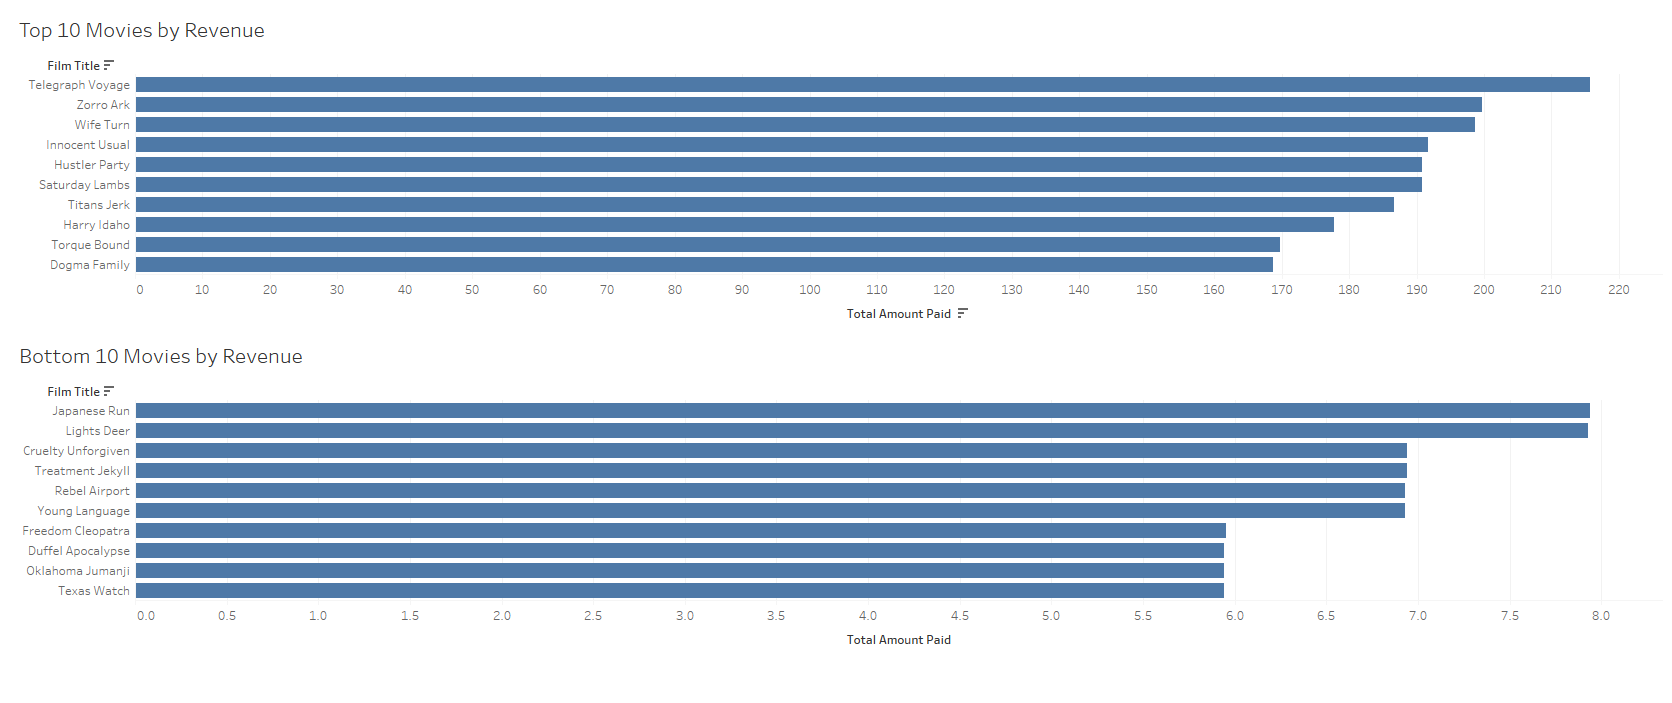 Top 10 Movies by Revenue
Film Title
Telegraph Voyage
Zorro Ark
Wife Turn
Innocent Usual
Hustler Party
Saturday Lambs
Titans Jerk
Harry Idaho
Torque Bound
Dogma Family
0 10 20 30 40 50 60 70 80 90 100 110 120 130 140 150 160 170 180 190 200 210 220
Total Amount Paid
Bottom 10 Movies by Revenue
Film Title
Japanese Run
Lights Deer
Cruelty Unforgiven
Treatment Jekyll
Rebel Airport
Young Language
Freedom Cleopatra
Duffel Apocalypse
Oklahoma Jumanji
Texas Watch
0.0 0.5 1.0 1.5 2.0 2.5 3.0 3.5 4.0 4.5 5.0 5.5 6.0 6.5 7.0 7.5 8.0
Total Amount Paid